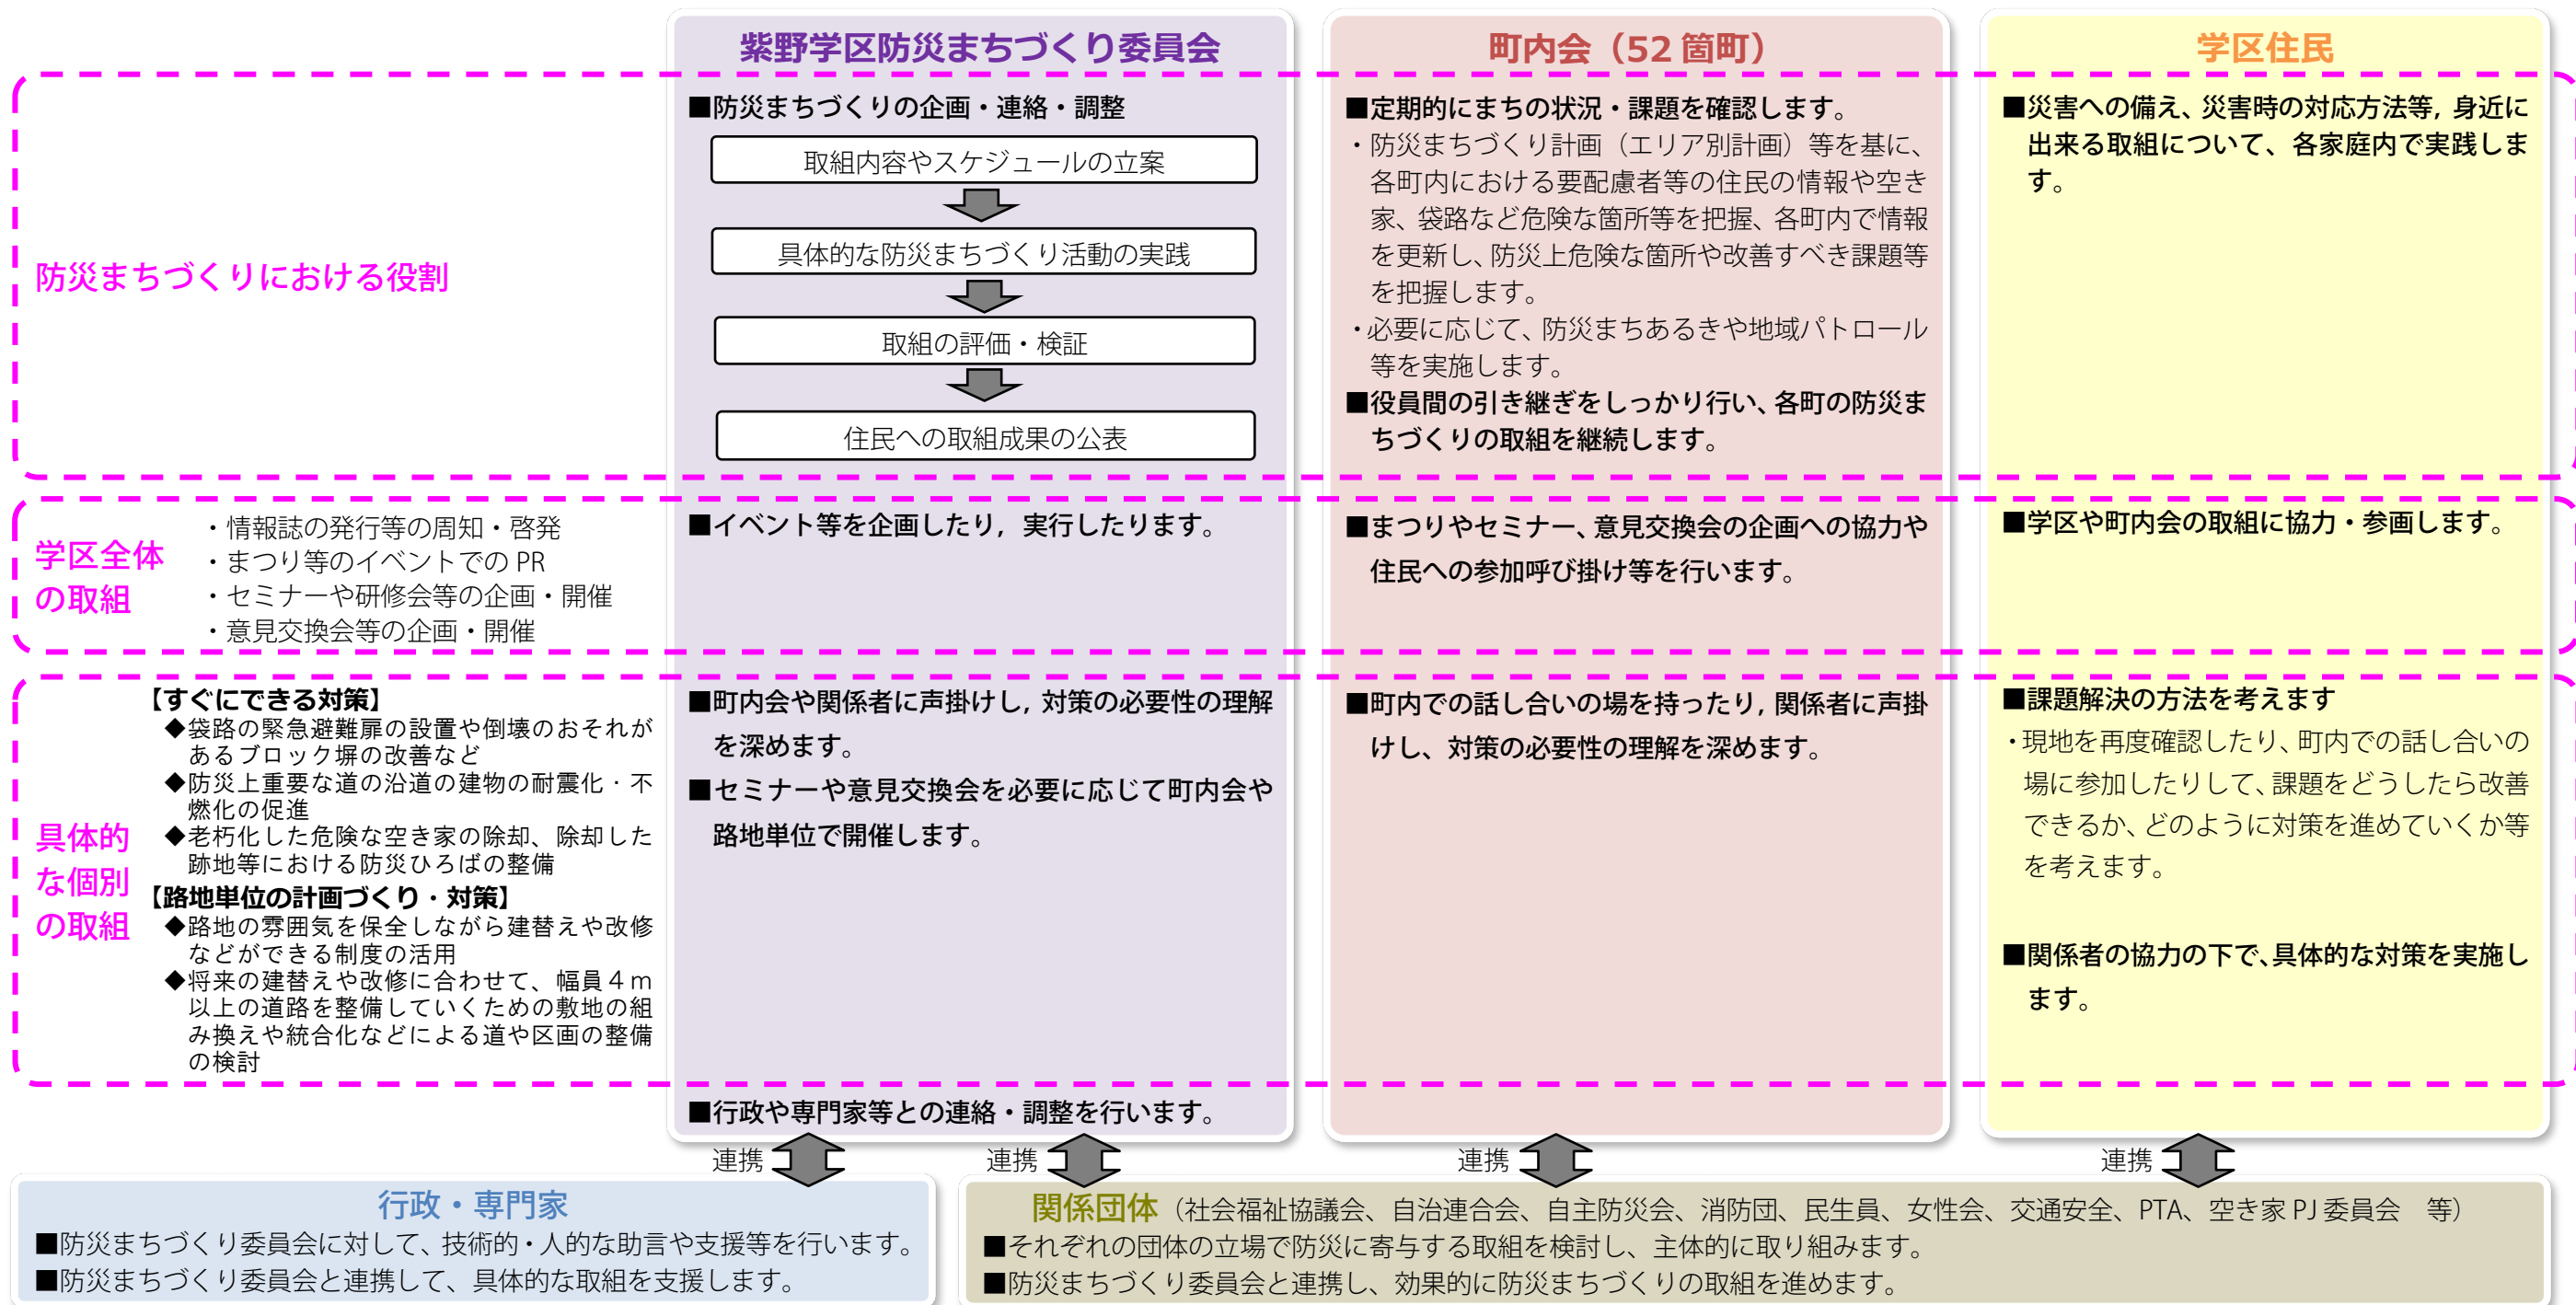 紫野学区防災まちづくり委員会
町内会（52 箇町）
学区住民
防災まちづくりにおける役割
■防災まちづくりの企画・連絡・調整
取組内容やスケジュールの立案
具体的な防災まちづくり活動の実践
取組の評価・検証
住民への取組成果の公表
■定期的にまちの状況・課題を確認します。
・防災まちづくり計画（エリア別計画）等を基に、
各町内における要配慮者等の住民の情報や空き
家、袋路など危険な箇所等を把握、各町内で情報
を更新し、防災上危険な箇所や改善すべき課題等
を把握します。
・必要に応じて、防災まちあるきや地域パトロール
等を実施します。
■役員間の引き継ぎをしっかり行い、各町の防災ま
ちづくりの取組を継続します。
■災害への備え、災害時の対応方法等，身近に
出来る取組について、各家庭内で実践しま
す。
学区全体
の取組
・情報誌の発行等の周知・啓発
・まつり等のイベントでの PR
・セミナーや研修会等の企画・開催
・意見交換会等の企画・開催
■イベント等を企画したり，実行したります。
■まつりやセミナー、意見交換会の企画への協力や
住民への参加呼び掛け等を行います。
■学区や町内会の取組に協力・参画します。
具体的
な個別
の取組
【すぐにできる対策】
◆袋路の緊急避難扉の設置や倒壊のおそれが
あるブロック塀の改善など
◆防災上重要な道の沿道の建物の耐震化・不
燃化の促進
◆老朽化した危険な空き家の除却、除却した
跡地等における防災ひろばの整備
【路地単位の計画づくり・対策】
◆路地の雰囲気を保全しながら建替えや改修
などができる制度の活用
◆将来の建替えや改修に合わせて、幅員４ｍ
以上の道路を整備していくための敷地の組
み換えや統合化などによる道や区画の整備
の検討
■町内会や関係者に声掛けし，対策の必要性の理解
を深めます。
■セミナーや意見交換会を必要に応じて町内会や
路地単位で開催します。
■行政や専門家等との連絡・調整を行います。
■町内での話し合いの場を持ったり，関係者に声掛
けし、対策の必要性の理解を深めます。
■課題解決の方法を考えます
・現地を再度確認したり、町内での話し合いの
場に参加したりして、課題をどうしたら改善
できるか、どのように対策を進めていくか等
を考えます。
■関係者の協力の下で、具体的な対策を実施し
ます。
連携
連携
連携
連携
行政・専門家
■防災まちづくり委員会に対して、技術的・人的な助言や支援等を行います。
■防災まちづくり委員会と連携して、具体的な取組を支援します。
関係団体（社会福祉協議会、自治連合会、自主防災会、消防団、民生員、女性会、交通安全、PTA、空き家 PJ 委員会　等）
■それぞれの団体の立場で防災に寄与する取組を検討し、主体的に取り組みます。
■防災まちづくり委員会と連携し、効果的に防災まちづくりの取組を進めます。